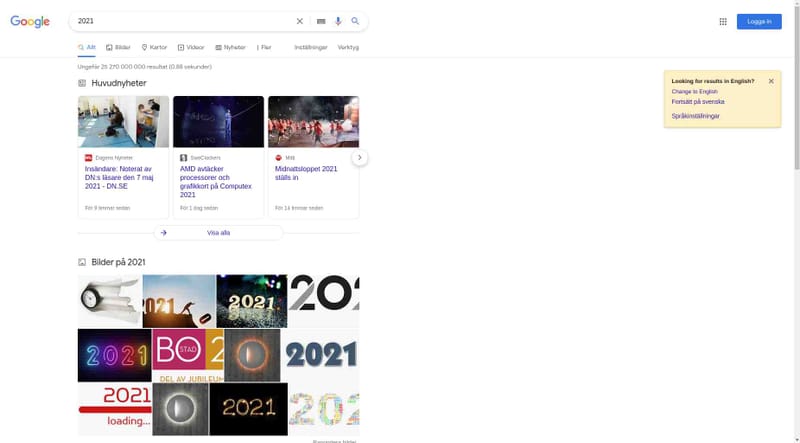 Google
2021
Logga in
Allt
Bilder
Kartor
Videor
Nyheter
Fler
Inställningar
Verktyg
Ungefär 25 270 000 000 resultat (0,88 sekunder)
Looking for results in English?
Change to English
Fortsätt på svenska
Språkinställningar
Huvudnyheter
Dagens Nyheter
Insändare: Noterat av
DN:s läsare den 7 maj
2021 - DN.SE
För 9 timmar sedan
SweClockers
AMD avtäcker
processorer och
grafikkort på Computex
2021
För 1 dag sedan
Mitti
Midnattsloppet 2021
ställs in
För 14 timmar sedan
Visa alla
Bilder på 2021
2021
2021
202
2021
BO
STAD
2
DEL AV JUBILEUM
2021
2021
loading...
2021
202